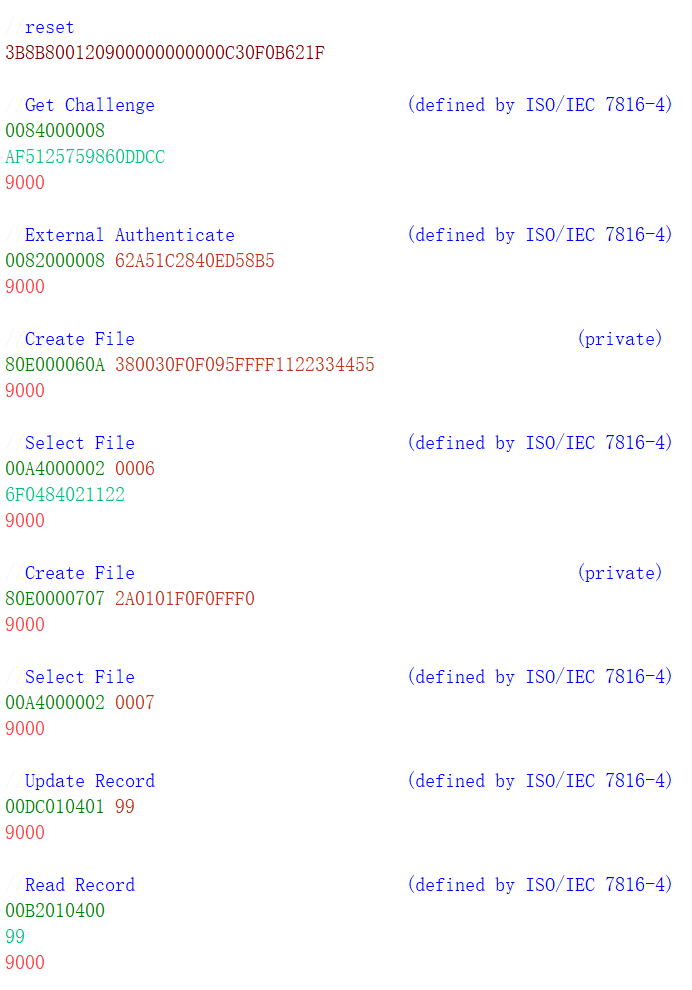 / reset
3B8B800120900000000000C30F0B621F
/ Get Challenge (defined by ISO/IEC 7816-4)
0084000008
AF5125759860DDCC
9000
/ External Authenticate (defined by ISO/IEC 7816-4)
0082000008 62A51C2840ED58B5
9000
/ Create File (private)
80E000060A 380030F0F095FFFF1122334455
9000
/ Select File (defined by ISO/IEC 7816-4)
00A4000002 0006
6F0484021122
9000
/ Create File (private)
80E0000707 2A0101F0F0FFF0
9000
/ Select File (defined by ISO/IEC 7816-4)
00A4000002 0007
9000
/ Update Record (defined by ISO/IEC 7816-4)
00DC010401 99
9000
/ Read Record (defined by ISO/IEC 7816-4)
00B2010400
99
9000